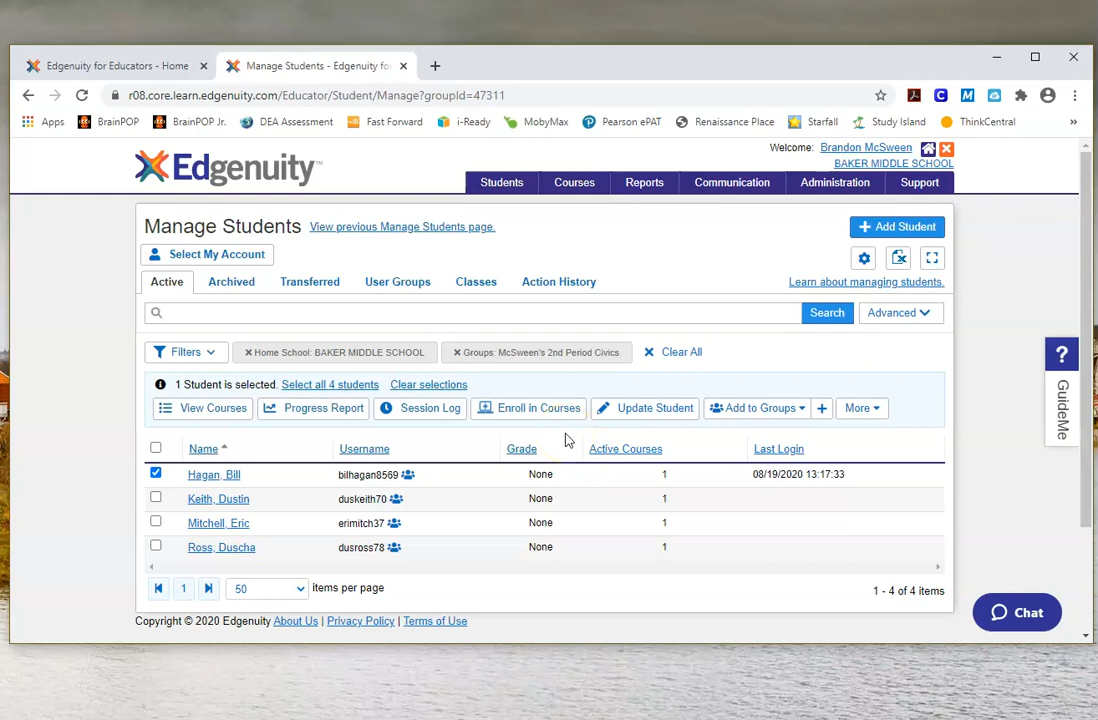 Edgenuity for Educators - Home
Manage Students - Edgenuity fo
r08.core.learn.edgenuity.com/Educator/Student/Manage?groupId=47311
Apps BrainPOP BrainPOP Jr. DEA Assessment Fast Forward i-Ready MobyMax Pearson ePAT Renaissance Place Starfall Study Island ThinkCentral »
Edgenuity™
Welcome: Brandon McSween
BAKER MIDDLE SCHOOL
Students Courses Reports Communication Administration Support
Manage Students View previous Manage Students page. + Add Student
Select My Account
Active Archived Transferred User Groups Classes Action History Learn about managing students.
Search Advanced
Filters × Home School: BAKER MIDDLE SCHOOL × Groups: McSween's 2nd Period Civics × Clear All
1 Student is selected. Select all 4 students Clear selections
View Courses Progress Report Session Log Enroll in Courses Update Student Add to Groups + More
Name Username Grade Active Courses Last Login
Hagan, Bill bilhagan8569 None 1 08/19/2020 13:17:33
Keith, Dustin duskeith70 None 1
Mitchell, Eric erimitch37 None 1
Ross, Duscha dusross78 None 1
1 50 items per page 1 - 4 of 4 items
Copyright © 2020 Edgenuity About Us | Privacy Policy | Terms of Use
?
GuideMe
Chat